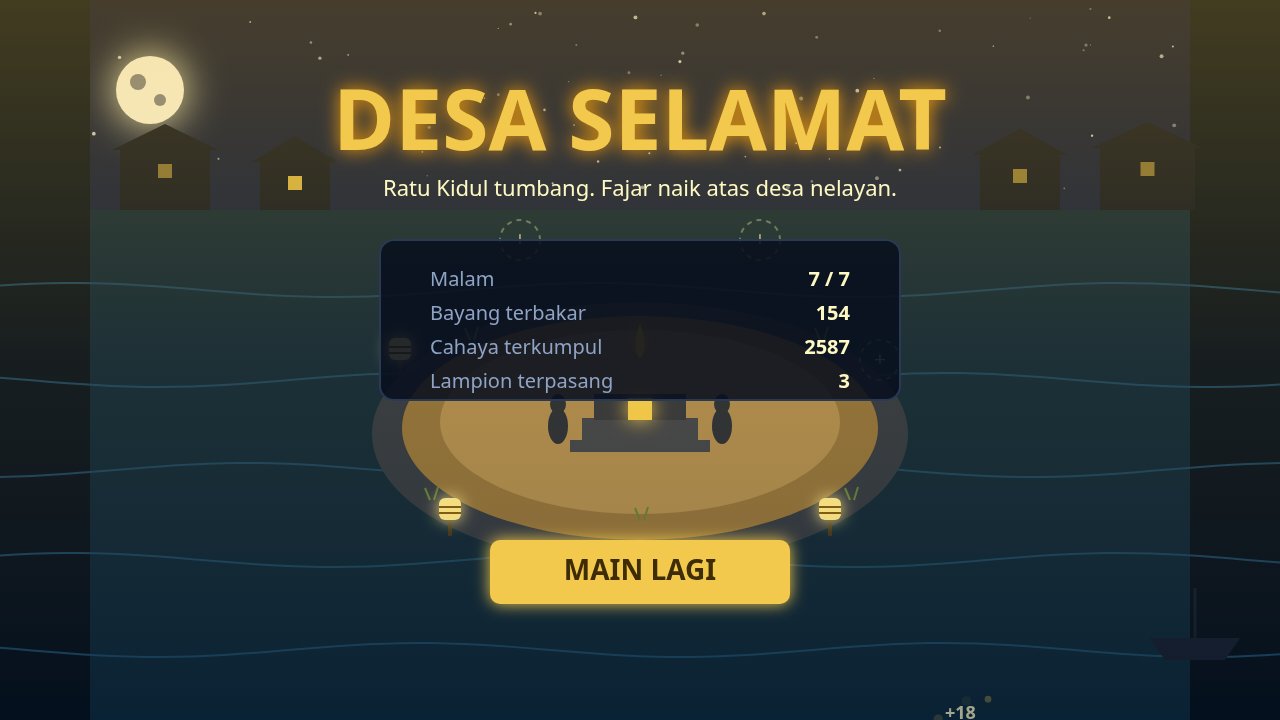 DESA SELAMAT
Ratu Kidul tumbang. Fajar naik atas desa nelayan.
Malam 7 / 7
Bayang terbakar 154
Cahaya terkumpul 2587
Lampion terpasang 3
MAIN LAGI
+18